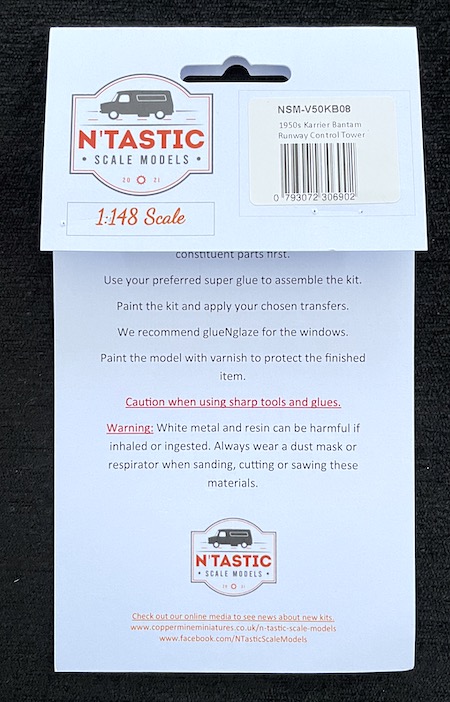 N'TASTIC
• SCALE MODELS •
20 21
1:148 Scale
NSM-V50KB08
1950s Karrier Bantam
Runway Control Tower
0 793072 306902
constituent parts first.
Use your preferred super glue to assemble the kit.
Paint the kit and apply your chosen transfers.
We recommend glueNglaze for the windows.
Paint the model with varnish to protect the finished
item.
Caution when using sharp tools and glues.
Warning: White metal and resin can be harmful if
inhaled or ingested. Always wear a dust mask or
respirator when sanding, cutting or sawing these
materials.
N'TASTIC
• SCALE MODELS •
20 21
Check out our online media to see news about new kits.
www.coppermineminiatures.co.uk/n-tastic-scale-models
www.facebook.com/NTasticScaleModels